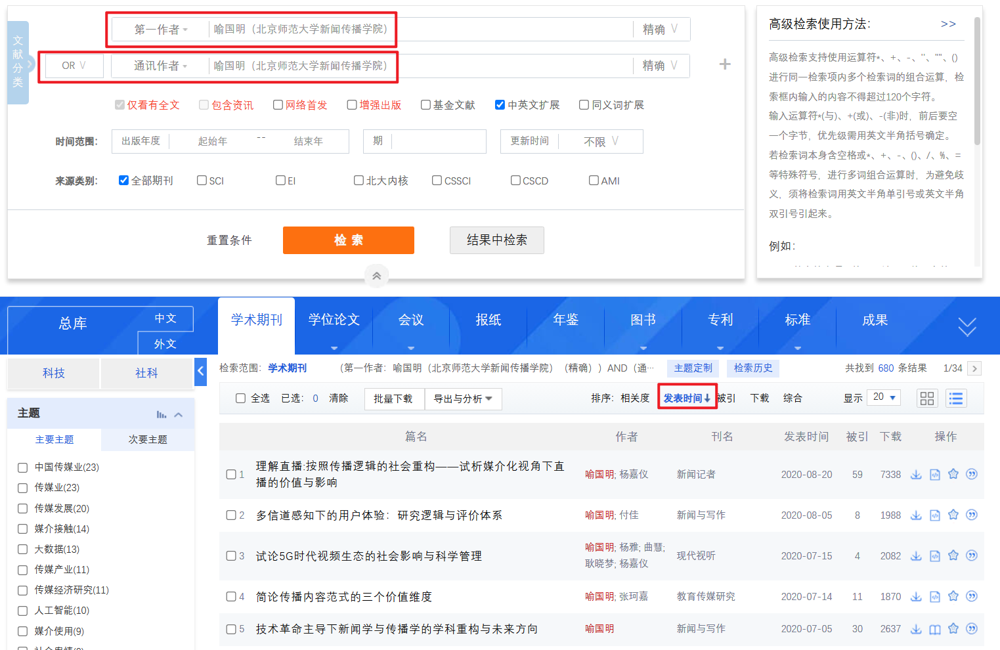 文献分类
第一作者 喻国明（北京师范大学新闻传播学院） 精确
OR 通讯作者 喻国明（北京师范大学新闻传播学院） 精确
仅看有全文 包含资讯 网络首发 增强出版 基金文献 中英文扩展 同义词扩展
时间范围： 出版年度 起始年 -- 结束年 期 更新时间 不限
来源类别： 全部期刊 SCI EI 北大内核 CSSCI CSCD AMI
重置条件 检索 结果中检索
高级检索使用方法： >>
高级检索支持使用运算符*、+、-、''、""、()
进行同一检索项内多个检索词的组合运算，检
索框内输入的内容不得超过120个字符。
输入运算符*(与)、+(或)、-(非)时，前后要空
一个字节，优先级需用英文半角括号确定。
若检索词本身含空格或*、+、-、()、/、%、=
等特殊符号，进行多词组合运算时，为避免歧
义，须将检索词用英文半角单引号或英文半角
双引号引起来。
例如：
总库 中文 外文
学术期刊 学位论文 会议 报纸 年鉴 图书 专利 标准 成果
科技 社科
检索范围： 学术期刊 （第一作者：喻国明（北京师范大学新闻传播学院）（精确））AND（通… 主题定制 检索历史 共找到 680 条结果 1/34 >
全选 已选：0 清除 批量下载 导出与分析 排序：相关度 发表时间↓ 被引 下载 综合 显示 20
主题
主要主题 次要主题
中国传媒业(23)
传媒业(23)
传媒发展(20)
媒介接触(14)
大数据(13)
传媒产业(11)
传媒经济研究(11)
人工智能(10)
媒介使用(9)
篇名 作者 刊名 发表时间 被引 下载 操作
1 理解直播:按照传播逻辑的社会重构——试析媒介化视角下直
播的价值与影响 喻国明; 杨嘉仪 新闻记者 2020-08-20 59 7338
2 多信道感知下的用户体验：研究逻辑与评价体系 喻国明; 付佳 新闻与写作 2020-08-05 8 1988
3 试论5G时代视频生态的社会影响与科学管理 喻国明; 杨雅; 曲慧;
耿晓梦; 杨嘉仪 现代视听 2020-07-15 4 2082
4 简论传播内容范式的三个价值维度 喻国明; 张珂嘉 教育传媒研究 2020-07-14 11 1870
5 技术革命主导下新闻学与传播学的学科重构与未来方向 喻国明 新闻与写作 2020-07-05 30 2637